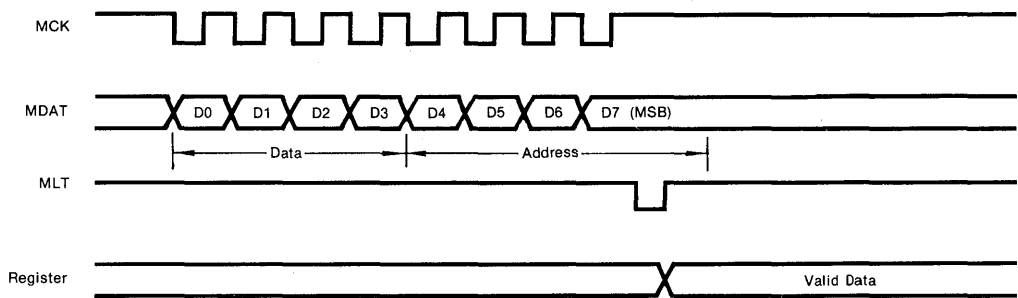 MCK
MDAT D0 D1 D2 D3 D4 D5 D6 D7 (MSB)
Data Address
MLT
Register Valid Data